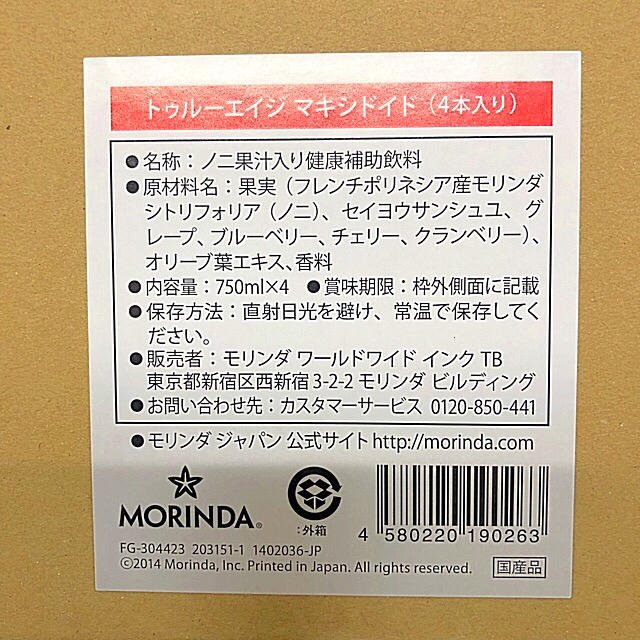 トゥルーエイジ マキシドイド（4本入り）
●名称：ノニ果汁入り健康補助飲料
●原材料名：果実（フレンチポリネシア産モリンダ
シトリフォリア（ノニ）、セイヨウサンシュユ、グ
レープ、ブルーベリー、チェリー、クランベリー）、
オリーブ葉エキス、香料
●内容量：750ml×4 ●賞味期限：枠外側面に記載
●保存方法：直射日光を避け、常温で保存してく
ださい。
●販売者：モリンダ ワールドワイド インク TB
東京都新宿区西新宿 3-2-2 モリンダ ビルディング
●お問い合わせ先：カスタマーサービス 0120-850-441
●モリンダ ジャパン 公式サイト http://morinda.com
MORINDA®
：外箱
4 580220 190263
FG-304423 203151-1 1402036-JP
©2014 Morinda, Inc. Printed in Japan. All rights reserved.
国産品